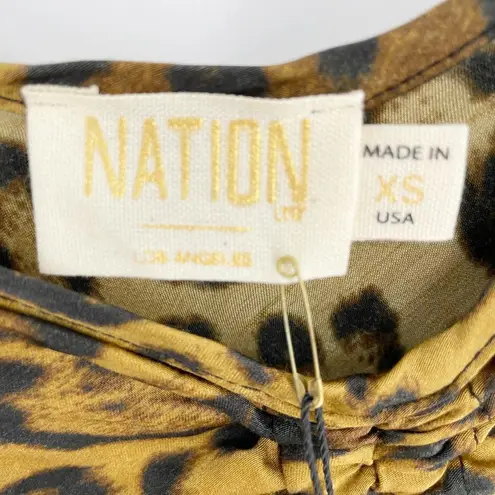 NATION
LTD
LOS ANGELES
MADE IN
XS
USA